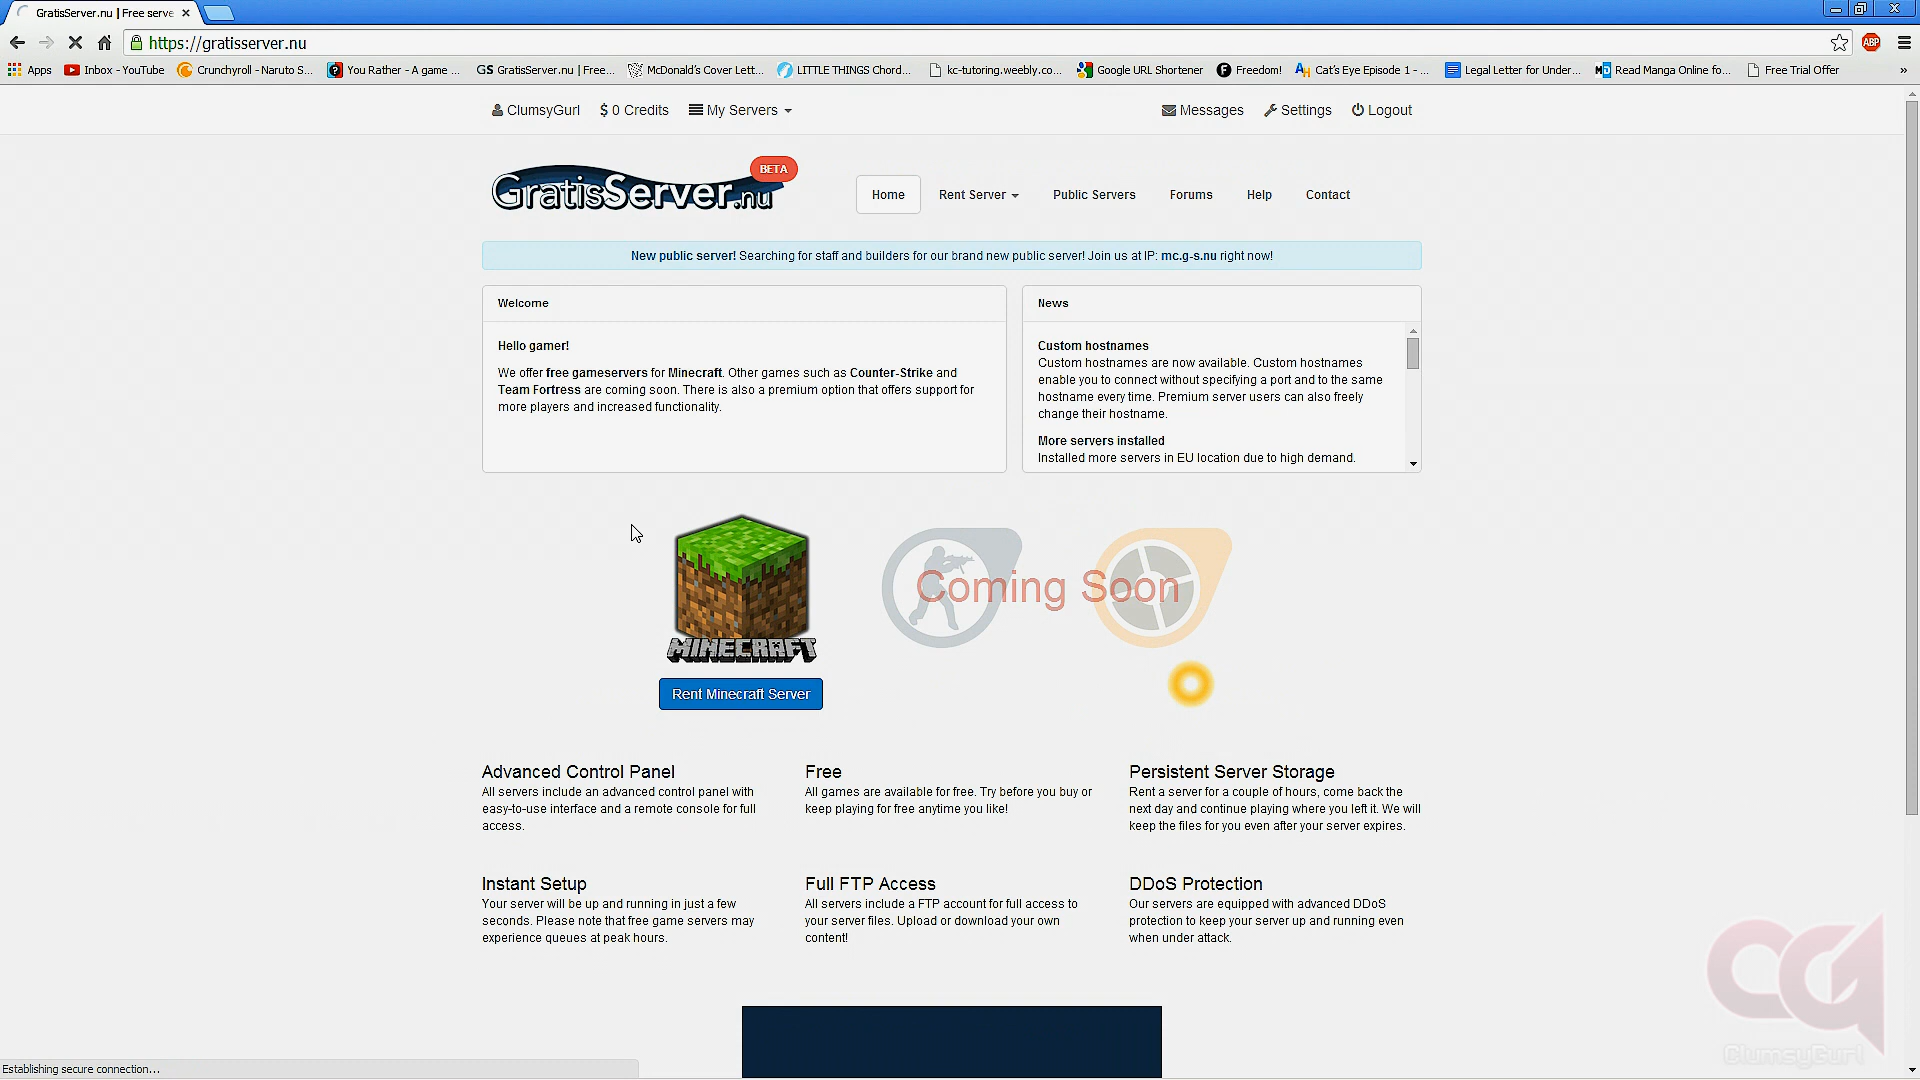 GratisServer.nu | Free serve
https://gratisserver.nu
ABP
Apps
Inbox - YouTube
Crunchyroll - Naruto S...
You Rather - A game ...
GS GratisServer.nu | Free...
McDonald's Cover Lett...
LITTLE THINGS Chord...
kc-tutoring.weebly.co...
Google URL Shortener
Freedom!
Cat's Eye Episode 1 - ...
Legal Letter for Under...
Read Manga Online fo...
Free Trial Offer
»
ClumsyGurl
$ 0 Credits
My Servers
Messages
Settings
Logout
GratisServer.nu
BETA
Home
Rent Server
Public Servers
Forums
Help
Contact
New public server! Searching for staff and builders for our brand new public server! Join us at IP: mc.g-s.nu right now!
Welcome
Hello gamer!
We offer free gameservers for Minecraft. Other games such as Counter-Strike and
Team Fortress are coming soon. There is also a premium option that offers support for
more players and increased functionality.
News
Custom hostnames
Custom hostnames are now available. Custom hostnames
enable you to connect without specifying a port and to the same
hostname every time. Premium server users can also freely
change their hostname.
More servers installed
Installed more servers in EU location due to high demand.
MINECRAFT
Coming Soon
Rent Minecraft Server
Advanced Control Panel
All servers include an advanced control panel with
easy-to-use interface and a remote console for full
access.
Free
All games are available for free. Try before you buy or
keep playing for free anytime you like!
Persistent Server Storage
Rent a server for a couple of hours, come back the
next day and continue playing where you left it. We will
keep the files for you even after your server expires.
Instant Setup
Your server will be up and running in just a few
seconds. Please note that free game servers may
experience queues at peak hours.
Full FTP Access
All servers include a FTP account for full access to
your server files. Upload or download your own
content!
DDoS Protection
Our servers are equipped with advanced DDoS
protection to keep your server up and running even
when under attack.
CG
ClumsyGurl
Establishing secure connection...